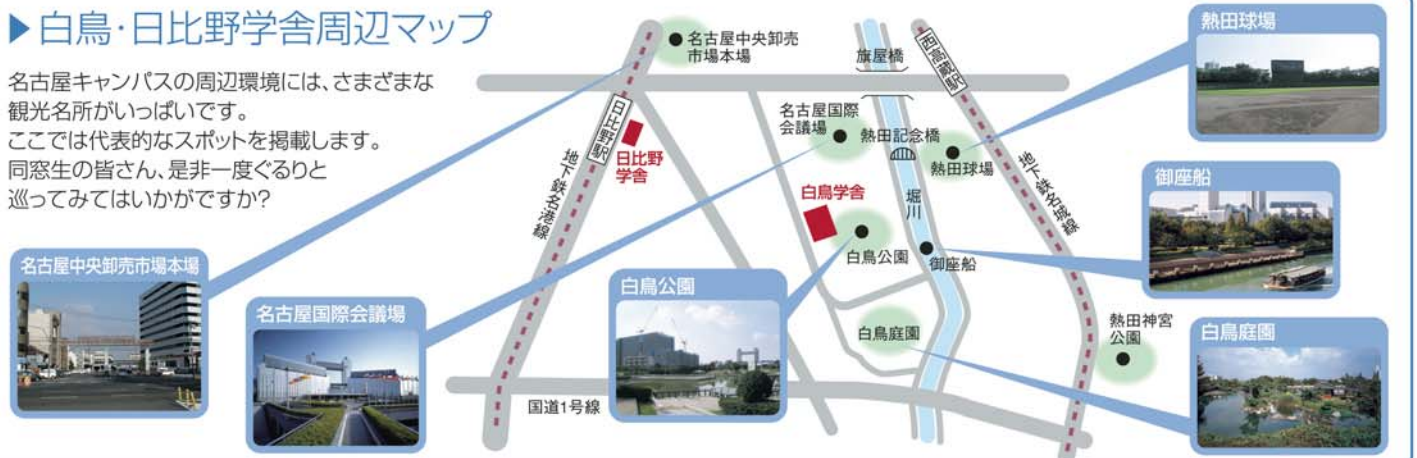 ▶白鳥・日比野学舎周辺マップ
名古屋キャンパスの周辺環境には、さまざまな
観光名所がいっぱいです。
ここでは代表的なスポットを掲載します。
同窓生の皆さん、是非一度ぐるりと
巡ってみてはいかがですか?
名古屋中央卸売
市場本場
旗屋橋
西高蔵駅
熱田球場
日比野駅
日比野
学舎
地下鉄名港線
名古屋国際
会議場
熱田記念橋
熱田球場
地下鉄名城線
白鳥学舎
堀川
白鳥公園
御座船
御座船
名古屋中央卸売市場本場
名古屋国際会議場
白鳥公園
白鳥庭園
熱田神宮
公園
白鳥庭園
国道1号線